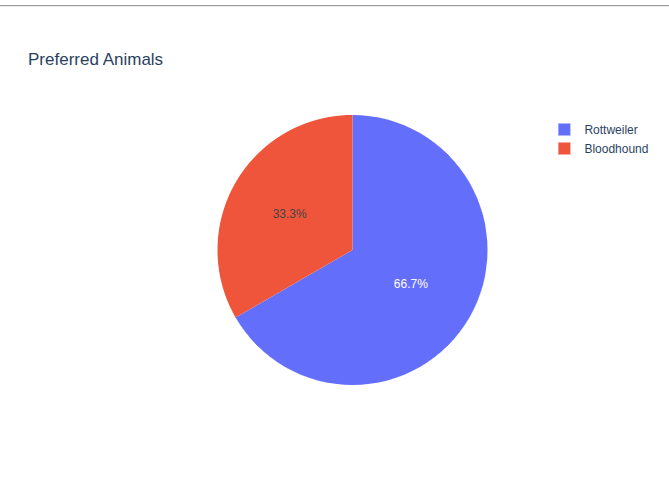 Preferred Animals
Rottweiler
Bloodhound
33.3%
66.7%